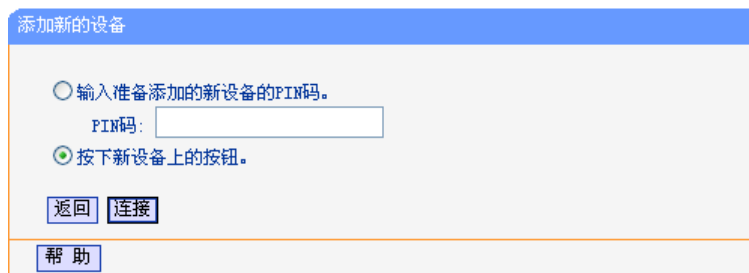 添加新的设备
输入准备添加的新设备的PIN码。
PIN码:
按下新设备上的按钮。
返回 连接
帮 助